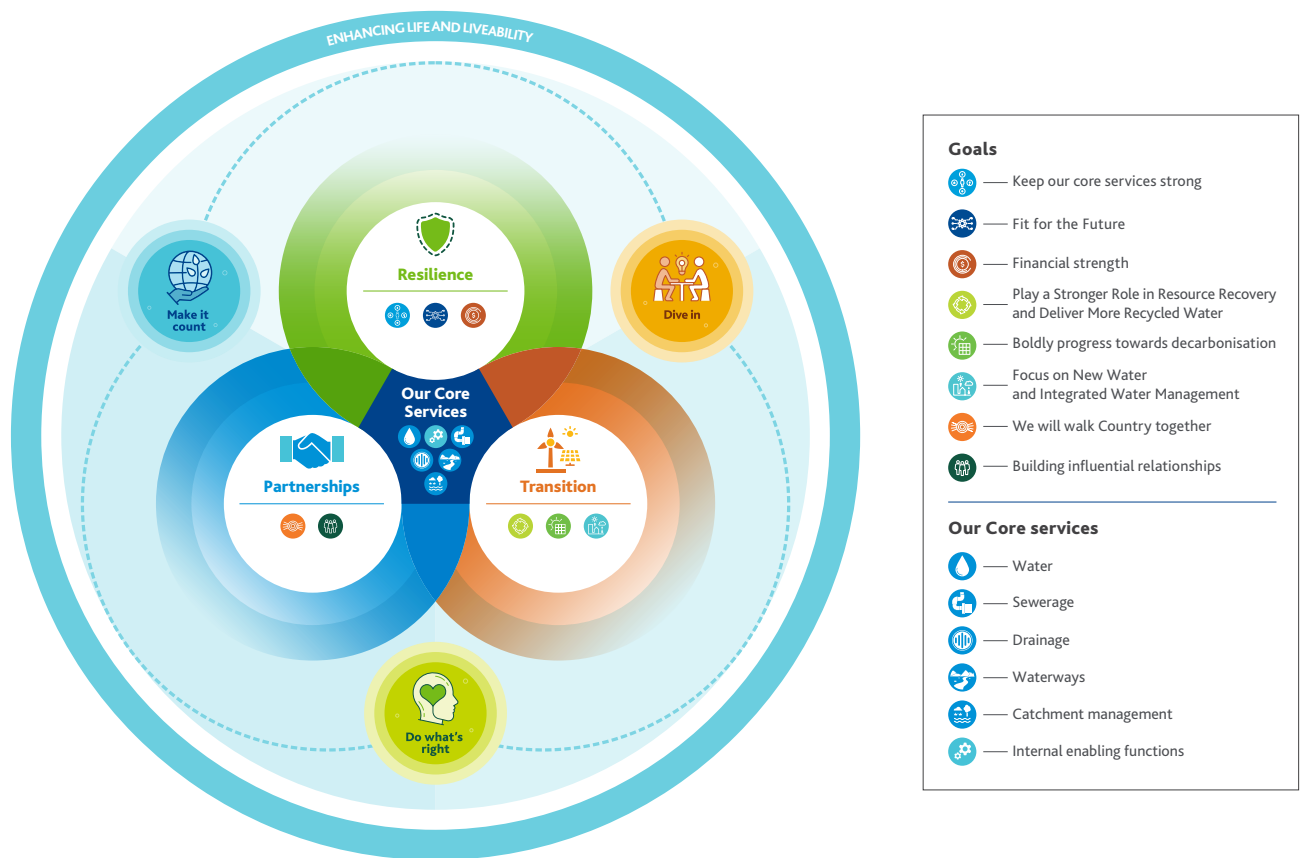 ENHANCING LIFE AND LIVEABILITY
Resilience
Make it
count
Dive in
Our Core
Services
Partnerships
Transition
Do what's
right
Goals
Keep our core services strong
Fit for the Future
Financial strength
Play a Stronger Role in Resource Recovery
and Deliver More Recycled Water
Boldly progress towards decarbonisation
Focus on New Water
and Integrated Water Management
We will walk Country together
Building influential relationships
Our Core services
Water
Sewerage
Drainage
Waterways
Catchment management
Internal enabling functions